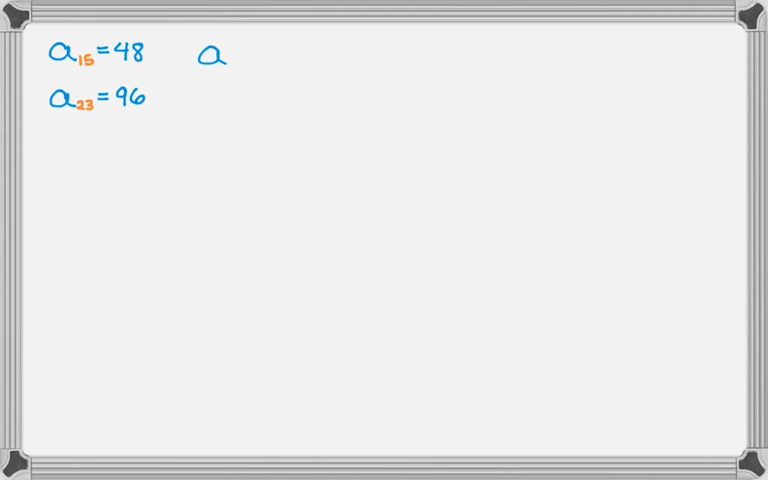 a₁₅ = 48 a
a₂₃ = 96